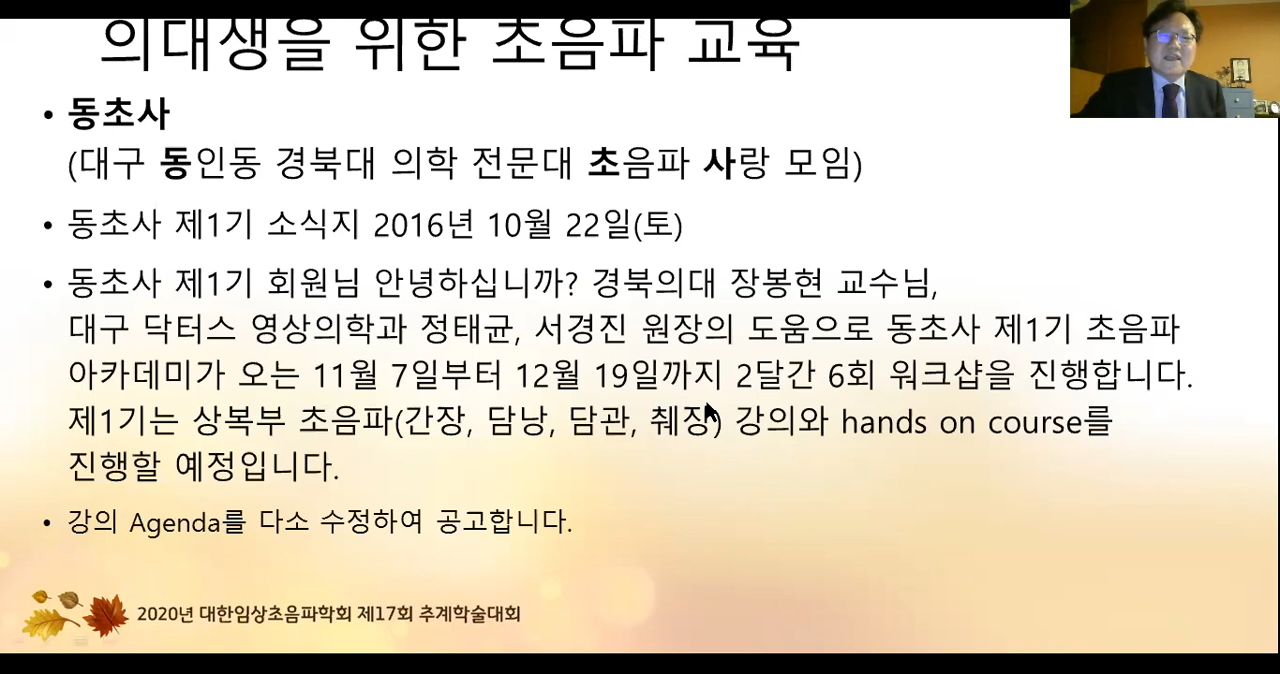 의대생을 위한 초음파 교육
• 동초사
(대구 동인동 경북대 의학 전문대 초음파 사랑 모임)
• 동초사 제1기 소식지 2016년 10월 22일(토)
• 동초사 제1기 회원님 안녕하십니까? 경북의대 장봉현 교수님,
대구 닥터스 영상의학과 정태균, 서경진 원장의 도움으로 동초사 제1기 초음파
아카데미가 오는 11월 7일부터 12월 19일까지 2달간 6회 워크샵을 진행합니다.
제1기는 상복부 초음파(간장, 담낭, 담관, 췌장) 강의와 hands on course를
진행할 예정입니다.
• 강의 Agenda를 다소 수정하여 공고합니다.
2020년 대한임상초음파학회 제17회 추계학술대회